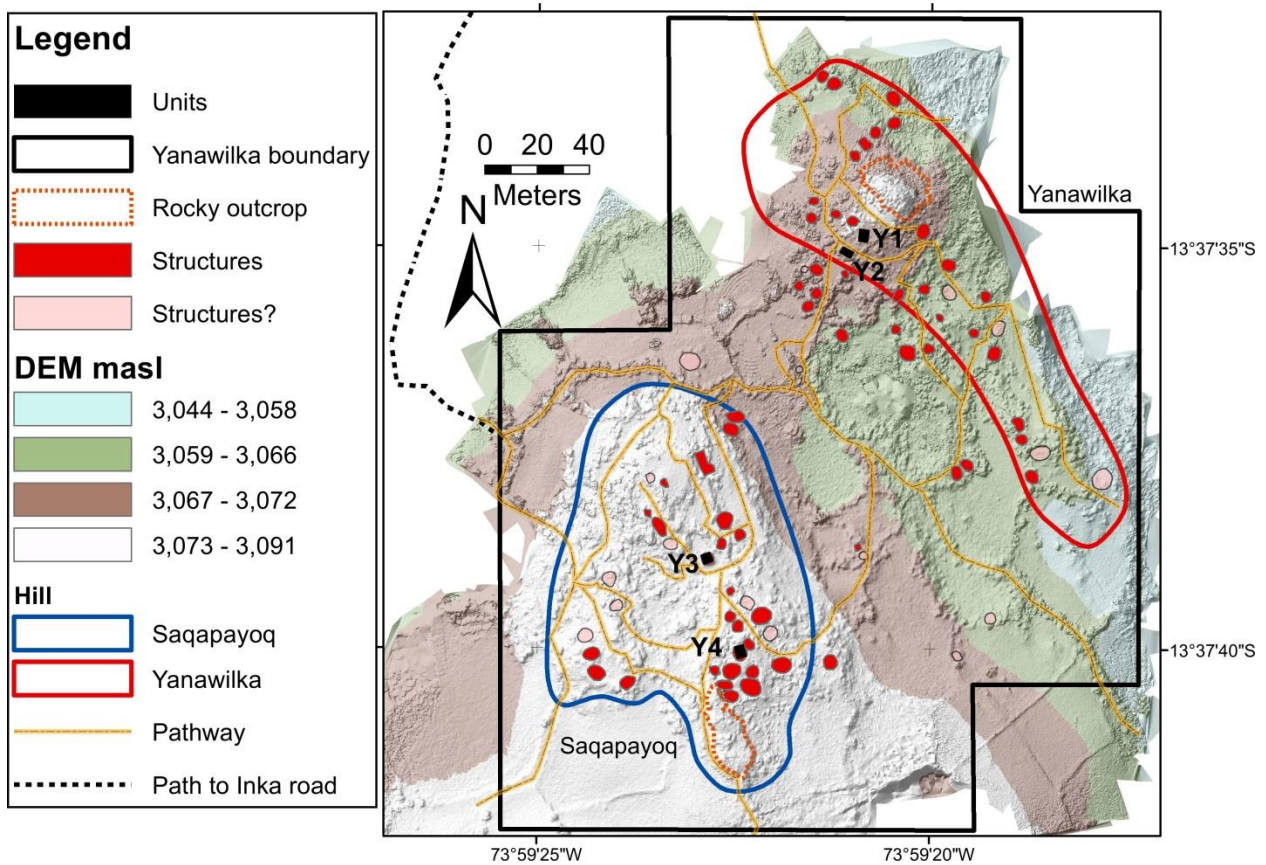 Legend
Units
Yanawilka boundary
Rocky outcrop
Structures
Structures?
DEM masl
3,044 - 3,058
3,059 - 3,066
3,067 - 3,072
3,073 - 3,091
Hill
Saqapayoq
Yanawilka
Pathway
Path to Inka road
0 20 40
Meters
N
Yanawilka
Y1
Y2
Y3
Y4
Saqapayoq
13°37'35"S
13°37'40"S
73°59'25"W
73°59'20"W